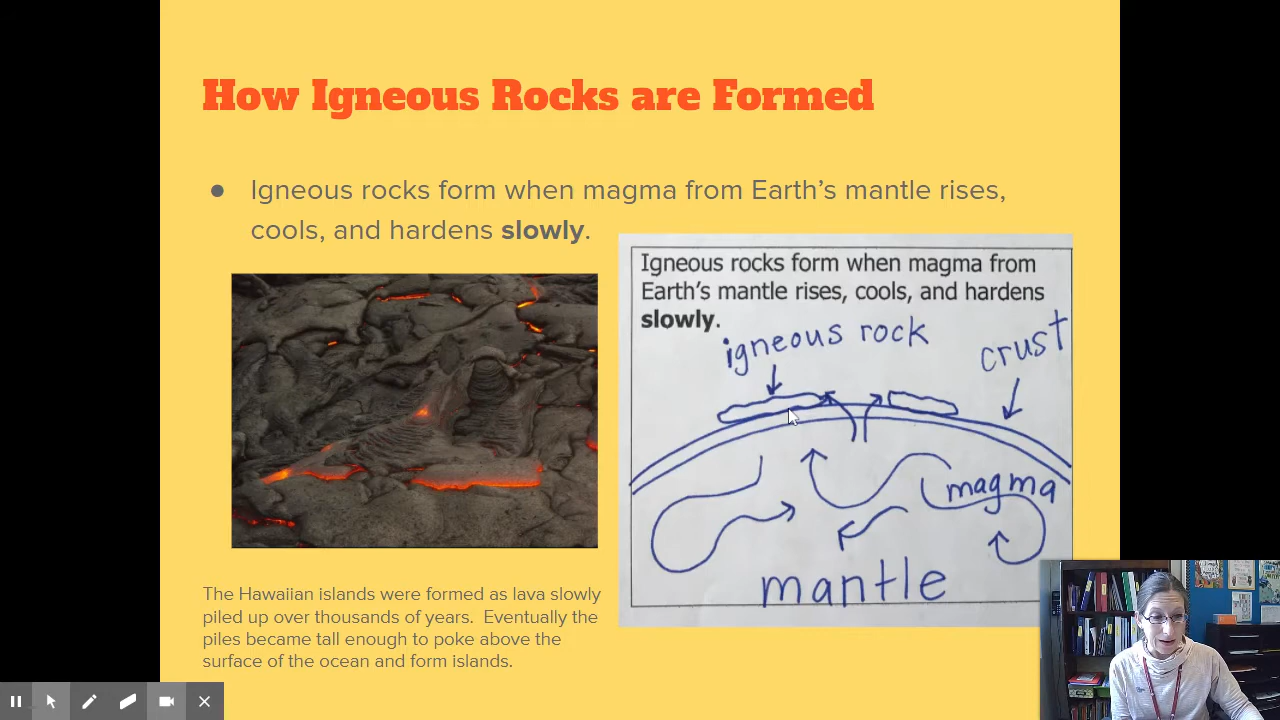 How Igneous Rocks are Formed
● Igneous rocks form when magma from Earth’s mantle rises,
cools, and hardens slowly.
Igneous rocks form when magma from
Earth's mantle rises, cools, and hardens
slowly.
igneous rock
crust
magma
mantle
The Hawaiian islands were formed as lava slowly
piled up over thousands of years.  Eventually the
piles became tall enough to poke above the
surface of the ocean and form islands.